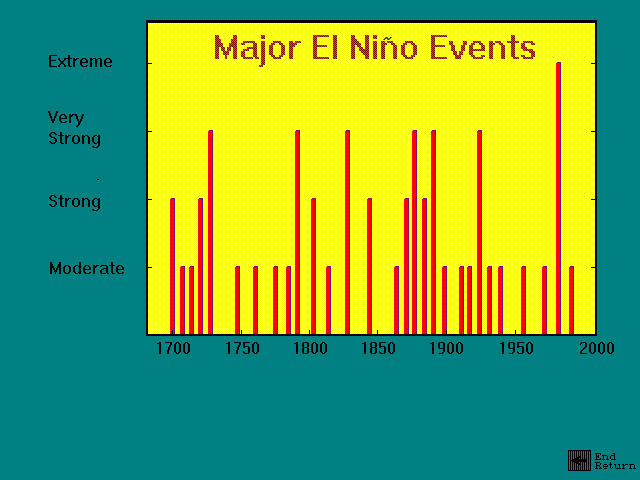 Major El Niño Events
Extreme
Very
Strong
Strong
Moderate
1700 1750 1800 1850 1900 1950 2000
End
Return